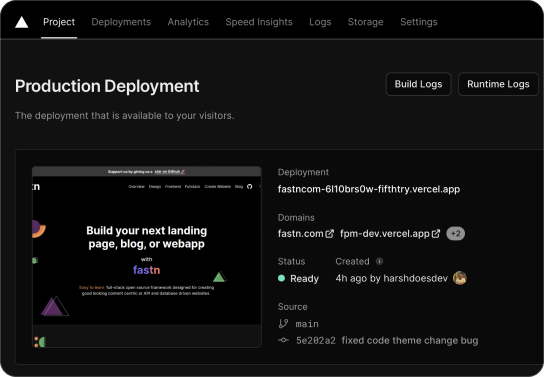 Project Deployments Analytics Speed Insights Logs Storage Settings
Production Deployment
Build Logs Runtime Logs
The deployment that is available to your visitors.
Support us by giving us a star on GitHub
tn Overview Design Frontend Fullstack Create Website Blog
Build your next landing
page, blog, or webapp
with
fastn
Easy to learn full-stack open source framework designed for creating
good looking content centric or API and database driven websites.
Deployment
fastncom-6l10brs0w-fifthtry.vercel.app
Domains
fastn.com fpm-dev.vercel.app +2
Status Created
Ready 4h ago by harshdoesdev
Source
main
5e202a2 fixed code theme change bug